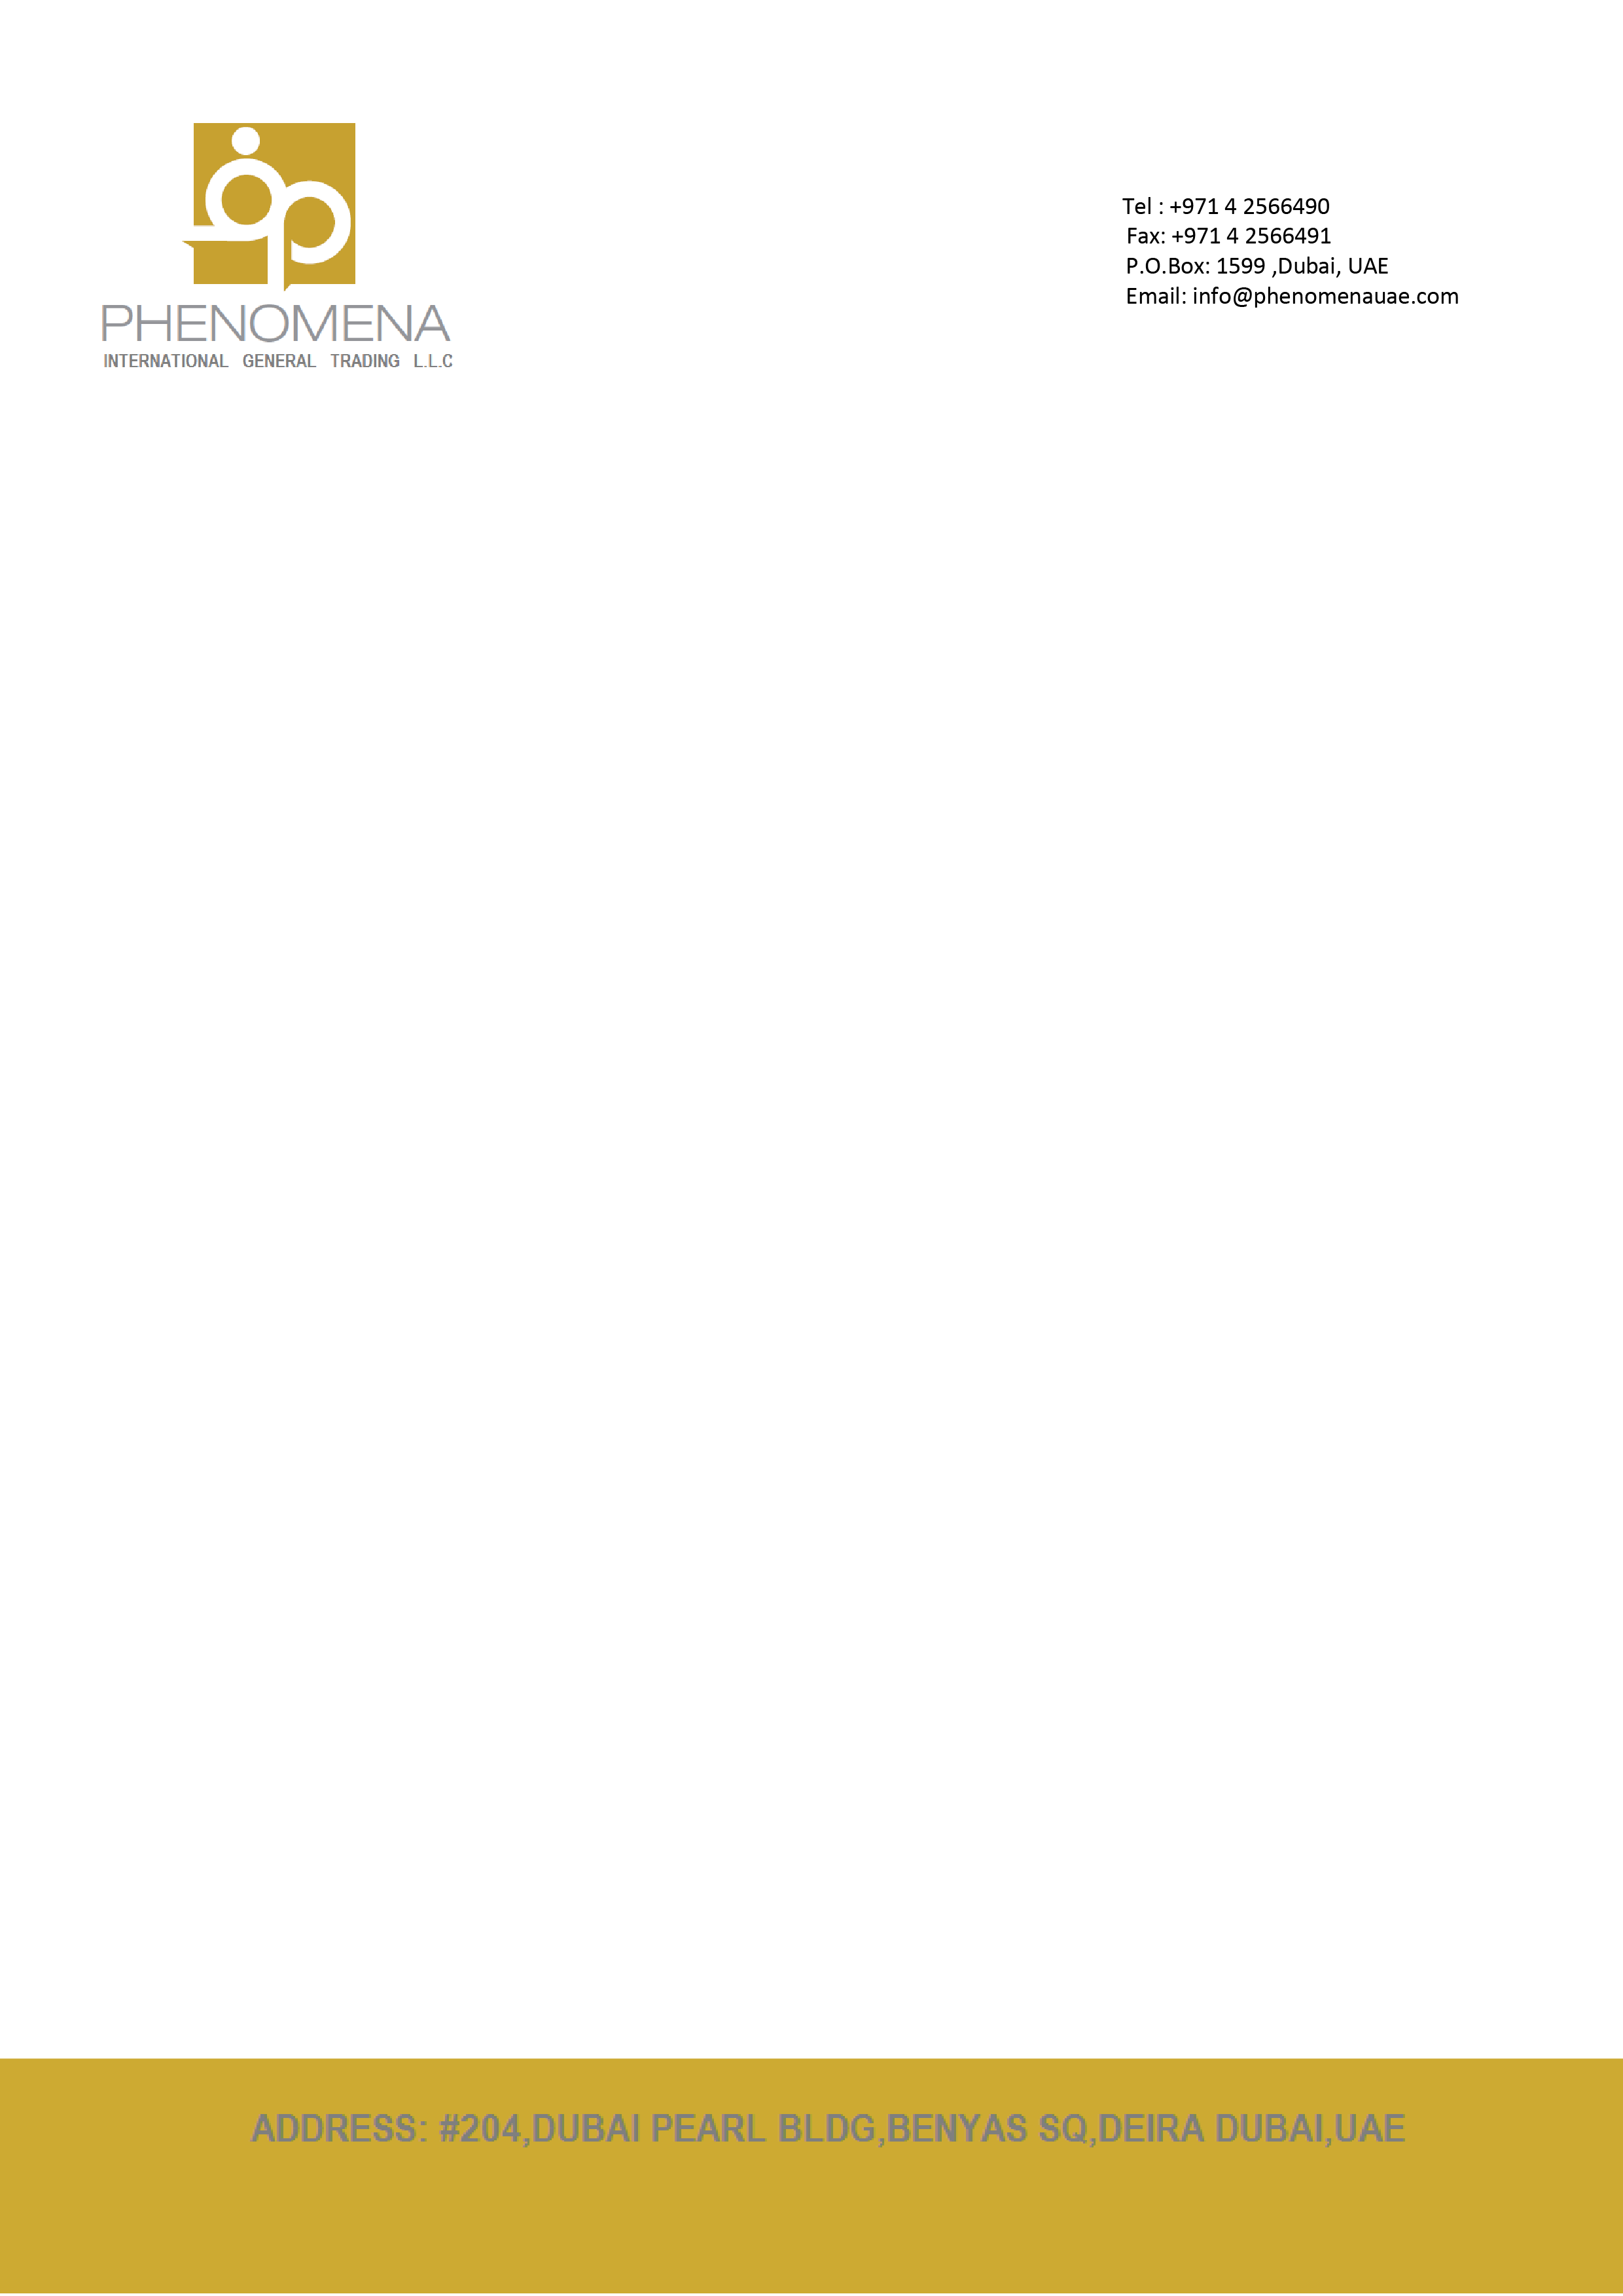 PHENOMENA
INTERNATIONAL GENERAL TRADING L.L.C
Tel : +971 4 2566490
Fax: +971 4 2566491
P.O.Box: 1599 ,Dubai, UAE
Email: info@phenomenauae.com
ADDRESS: #204,DUBAI PEARL BLDG,BENYAS SQ,DEIRA DUBAI,UAE